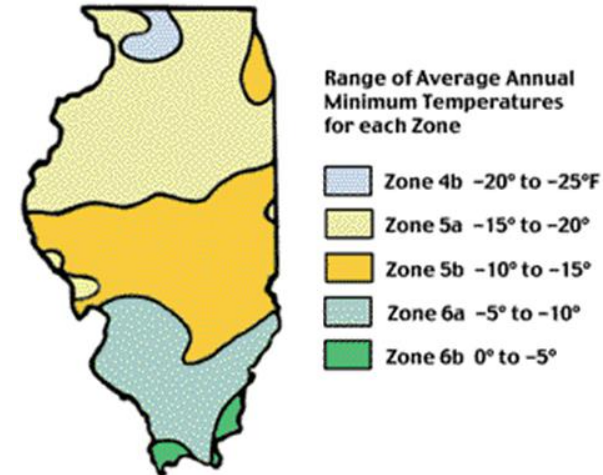 Range of Average Annual
Minimum Temperatures
for each Zone
Zone 4b -20° to -25°F
Zone 5a -15° to -20°
Zone 5b -10° to -15°
Zone 6a -5° to -10°
Zone 6b 0° to -5°